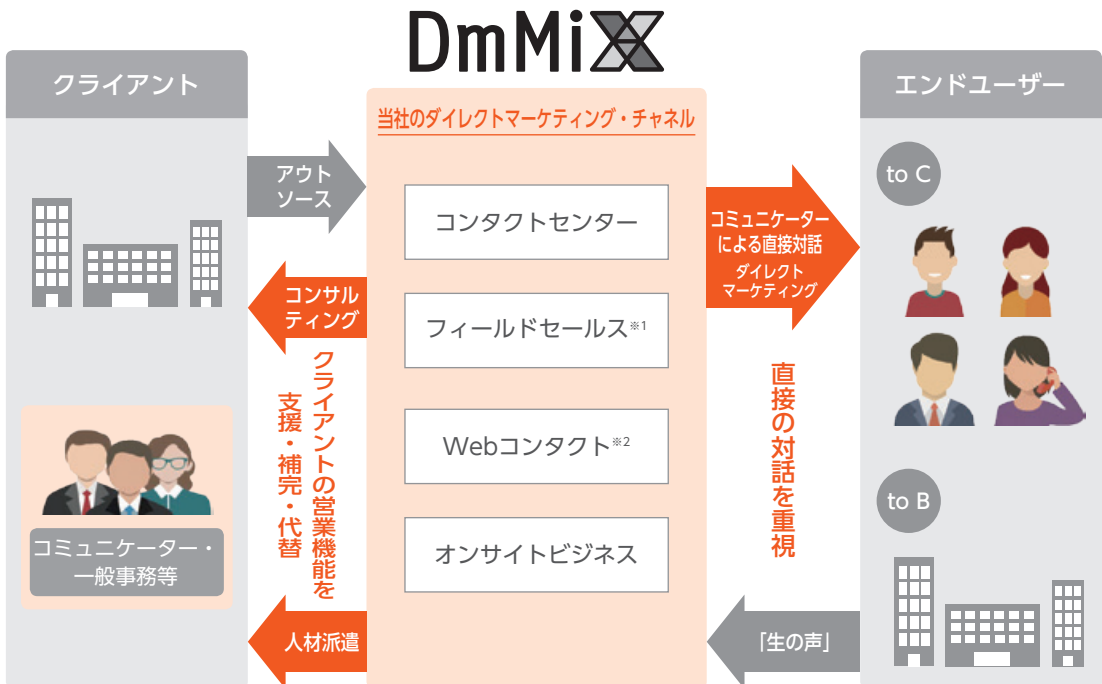 DmMiX
クライアント
アウト
ソース
コンサル
ティング
クライアントの営業機能を
支援・補完・代替
コミュニケーター・
一般事務等
人材派遣
当社のダイレクトマーケティング・チャネル
コンタクトセンター
フィールドセールス※1
Webコンタクト※2
オンサイトビジネス
コミュニケーター
による直接対話
ダイレクト
マーケティング
直接の対話を重視
「生の声」
エンドユーザー
to C
to B